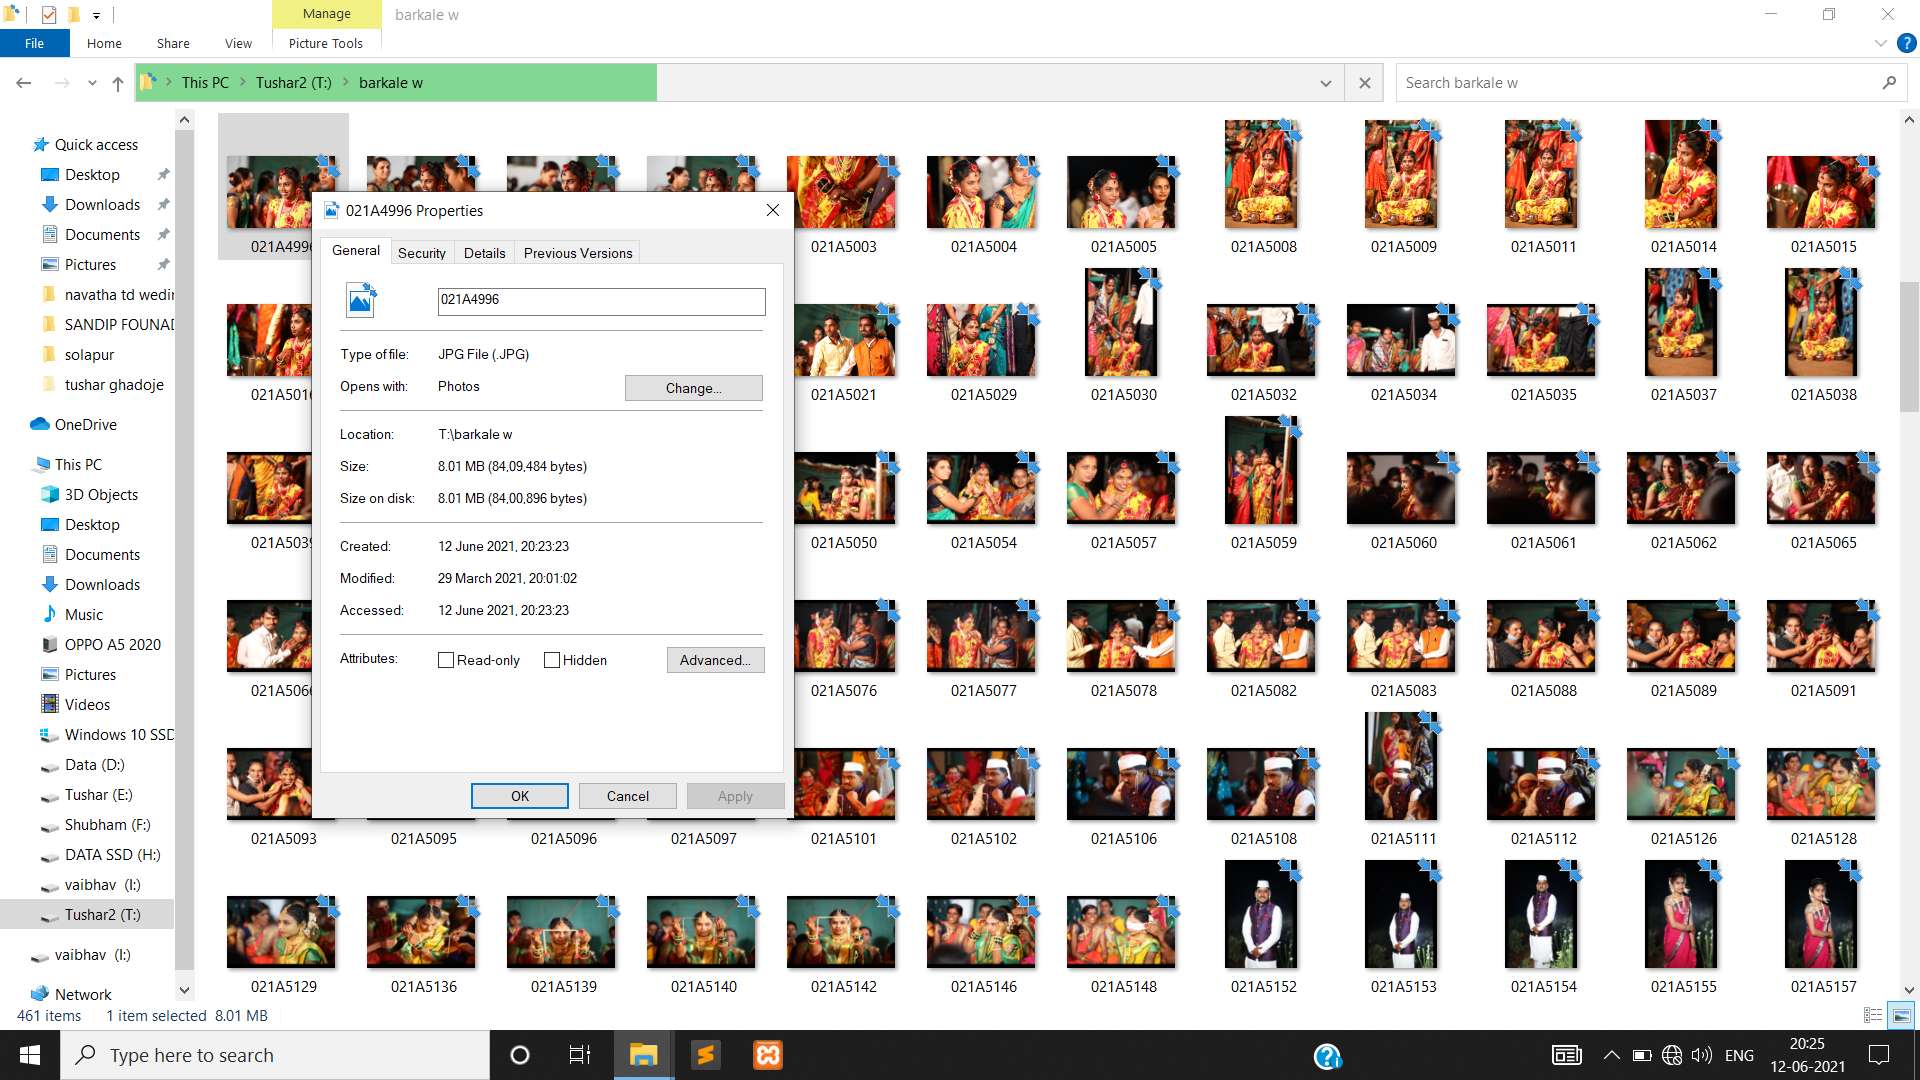 Manage
barkale w
File
Home
Share
View
Picture Tools
This PC
Tushar2 (T:)
barkale w
Search barkale w
Quick access
Desktop
Downloads
Documents
Pictures
navatha td wedin
SANDIP FOUNAD
solapur
tushar ghadoje
OneDrive
This PC
3D Objects
Desktop
Documents
Downloads
Music
OPPO A5 2020
Pictures
Videos
Windows 10 SSD
Data (D:)
Tushar (E:)
Shubham (F:)
DATA SSD (H:)
vaibhav (I:)
Tushar2 (T:)
vaibhav (I:)
Network
021A4996 021A5003 021A5004 021A5005 021A5008 021A5009 021A5011 021A5014 021A5015
021A5016 021A5021 021A5029 021A5030 021A5032 021A5034 021A5035 021A5037 021A5038
021A5039 021A5050 021A5054 021A5057 021A5059 021A5060 021A5061 021A5062 021A5065
021A5066 021A5076 021A5077 021A5078 021A5082 021A5083 021A5088 021A5089 021A5091
021A5093 021A5095 021A5096 021A5097 021A5101 021A5102 021A5106 021A5108 021A5111 021A5112 021A5126 021A5128
021A5129 021A5136 021A5139 021A5140 021A5142 021A5146 021A5148 021A5152 021A5153 021A5154 021A5155 021A5157
021A4996 Properties
General
Security
Details
Previous Versions
021A4996
Type of file: JPG File (.JPG)
Opens with: Photos
Change...
Location: T:\barkale w
Size: 8.01 MB (84,09,484 bytes)
Size on disk: 8.01 MB (84,00,896 bytes)
Created: 12 June 2021, 20:23:23
Modified: 29 March 2021, 20:01:02
Accessed: 12 June 2021, 20:23:23
Attributes: Read-only Hidden
Advanced...
OK
Cancel
Apply
461 items 1 item selected 8.01 MB
Type here to search
ENG
20:25
12-06-2021